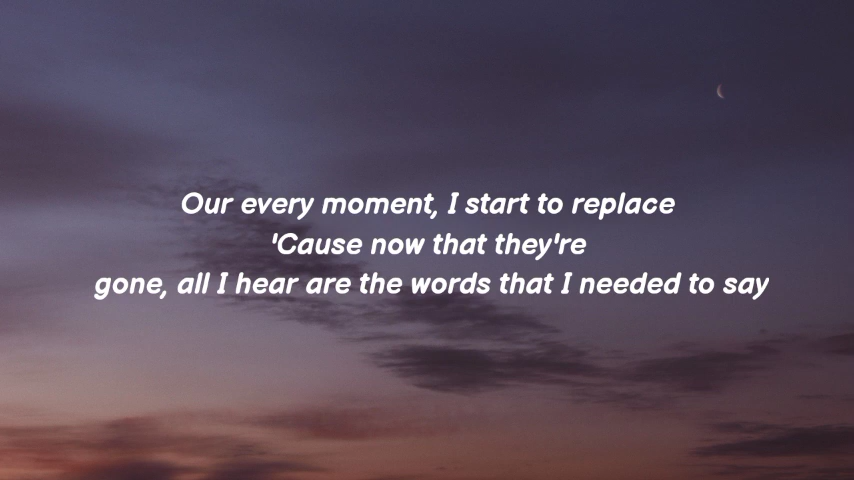 Our every moment, I start to replace
'Cause now that they're
gone, all I hear are the words that I needed to say